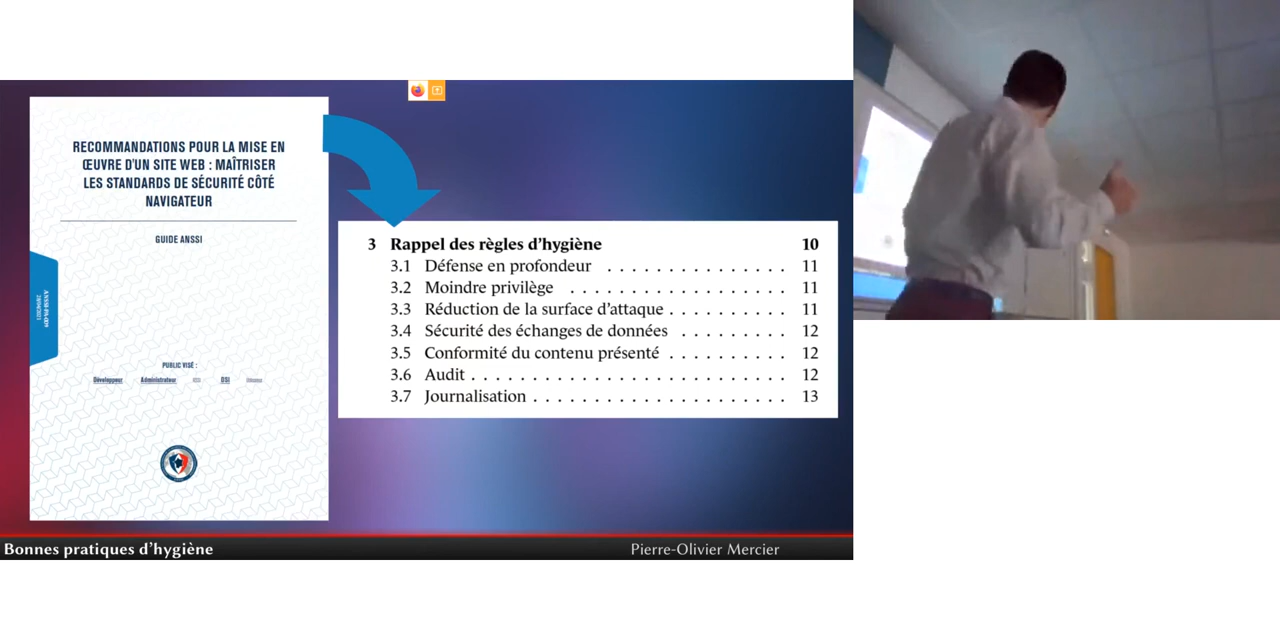 RECOMMANDATIONS POUR LA MISE EN
ŒUVRE D'UN SITE WEB : MAÎTRISER
LES STANDARDS DE SÉCURITÉ CÔTÉ
NAVIGATEUR
GUIDE ANSSI
PUBLIC VISÉ :
Développeur Administrateur DSI
3 Rappel des règles d'hygiène 10
3.1 Défense en profondeur . . . . . . . . . . . . . . . 11
3.2 Moindre privilège . . . . . . . . . . . . . . . . . . 11
3.3 Réduction de la surface d'attaque . . . . . . . . . . 11
3.4 Sécurité des échanges de données . . . . . . . . . 12
3.5 Conformité du contenu présenté . . . . . . . . . . 12
3.6 Audit . . . . . . . . . . . . . . . . . . . . . . . . . . 12
3.7 Journalisation . . . . . . . . . . . . . . . . . . . . . 13
Bonnes pratiques d'hygiène
Pierre-Olivier Mercier